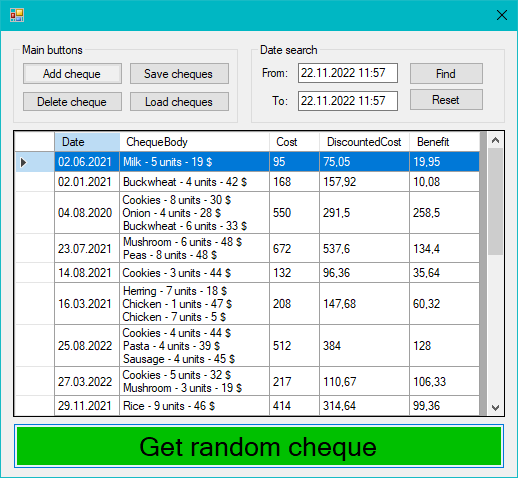 Main buttons
Add cheque Save cheques
Delete cheque Load cheques
Date search
From: 22.11.2022 11:57 Find
To: 22.11.2022 11:57 Reset
Date ChequeBody Cost DiscountedCost Benefit
02.06.2021 Milk - 5 units - 19 $ 95 75,05 19,95
02.01.2021 Buckwheat - 4 units - 42 $ 168 157,92 10,08
Cookies - 8 units - 30 $
04.08.2020 Onion - 4 units - 28 $ 550 291,5 258,5
Buckwheat - 6 units - 33 $
23.07.2021 Mushroom - 6 units - 48 $ 672 537,6 134,4
Peas - 8 units - 48 $
14.08.2021 Cookies - 3 units - 44 $ 132 96,36 35,64
Herring - 7 units - 18 $
16.03.2021 Chicken - 1 units - 47 $ 208 147,68 60,32
Chicken - 7 units - 5 $
Cookies - 4 units - 44 $
25.08.2022 Pasta - 4 units - 39 $ 512 384 128
Sausage - 4 units - 45 $
27.03.2022 Cookies - 5 units - 32 $ 217 110,67 106,33
Mushroom - 3 units - 19 $
29.11.2021 Rice - 9 units - 46 $ 414 314,64 99,36
Get random cheque